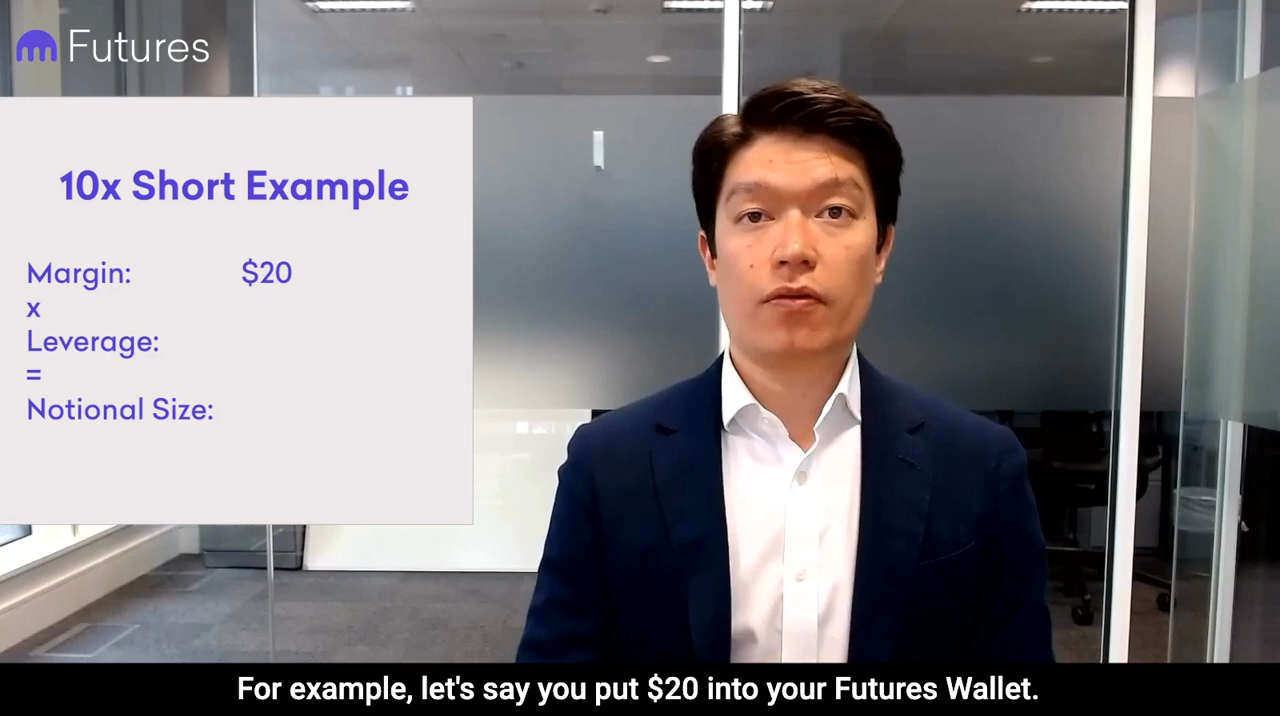 Futures
10x Short Example
Margin: $20
x
Leverage:
=
Notional Size:
For example, let's say you put $20 into your Futures Wallet.